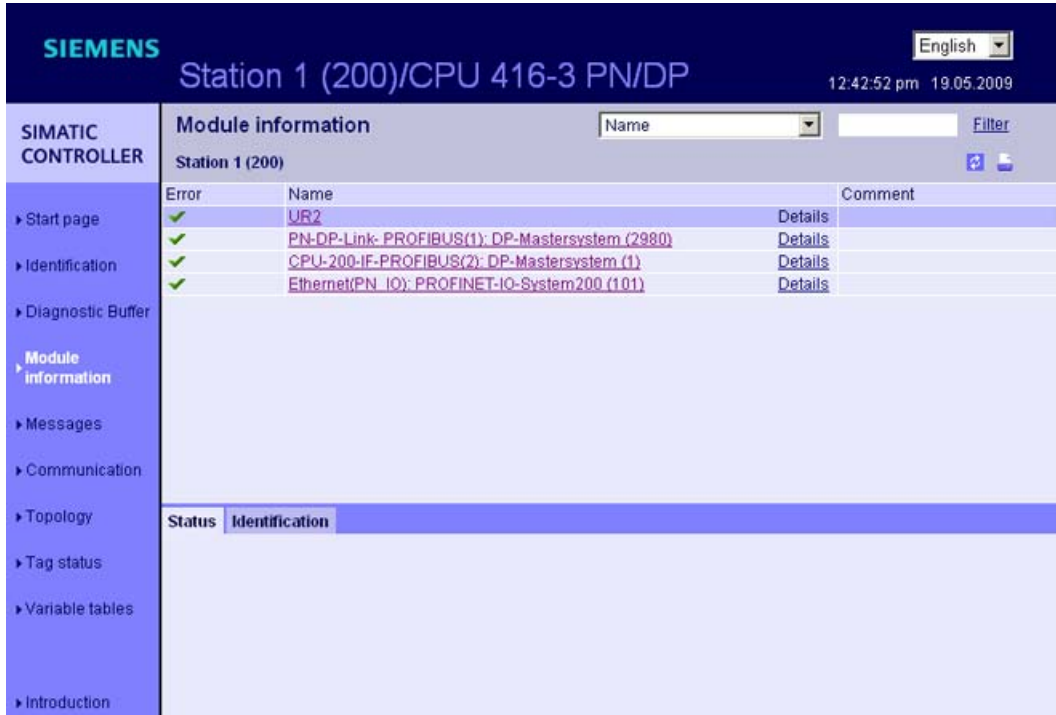 SIEMENS
English
Station 1 (200)/CPU 416-3 PN/DP
12:42:52 pm 19.05.2009
SIMATIC
CONTROLLER
Module information
Name
Filter
Station 1 (200)
Error Name Comment
UR2 Details
PN-DP-Link- PROFIBUS(1): DP-Mastersystem (2980) Details
CPU-200-IF-PROFIBUS(2): DP-Mastersystem (1) Details
Ethernet(PN_IO): PROFINET-IO-System200 (101) Details
Start page
Identification
Diagnostic Buffer
Module
information
Messages
Communication
Topology
Tag status
Variable tables
Introduction
Status Identification